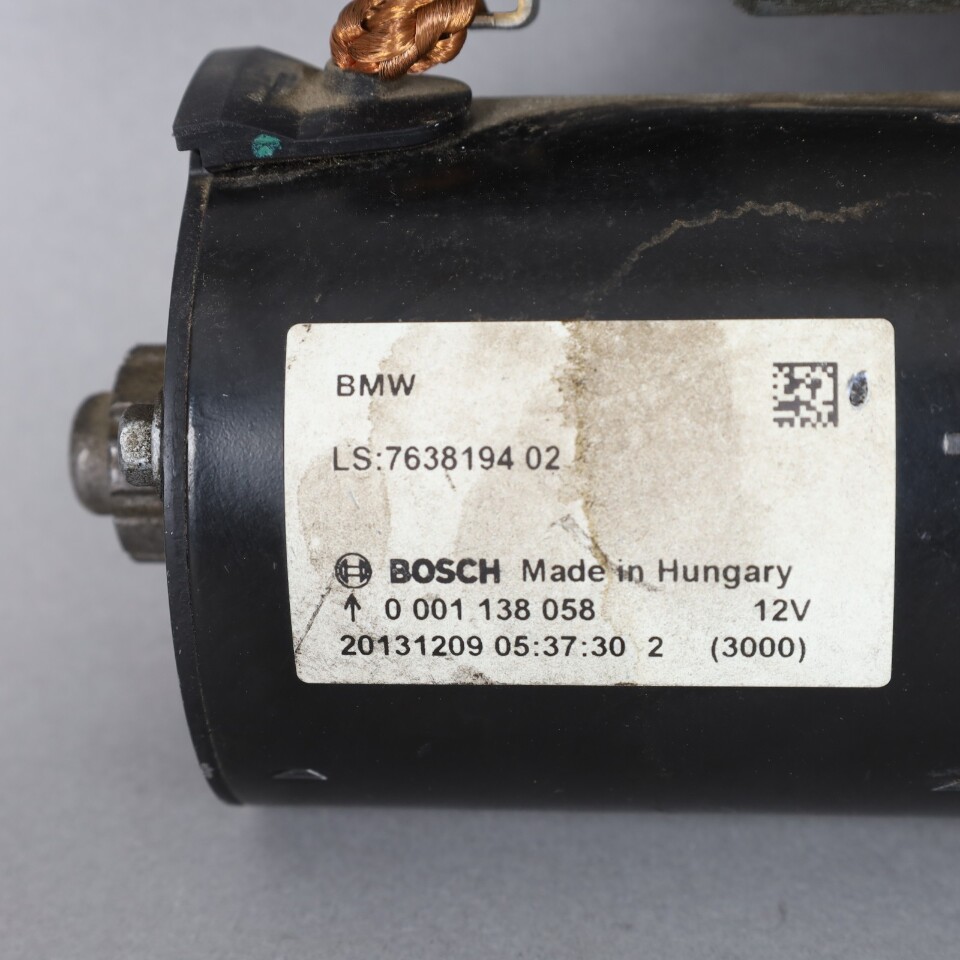 BMW
LS:7638194 02
BOSCH Made in Hungary
↑ 0 001 138 058 12V
20131209 05:37:30 2 (3000)